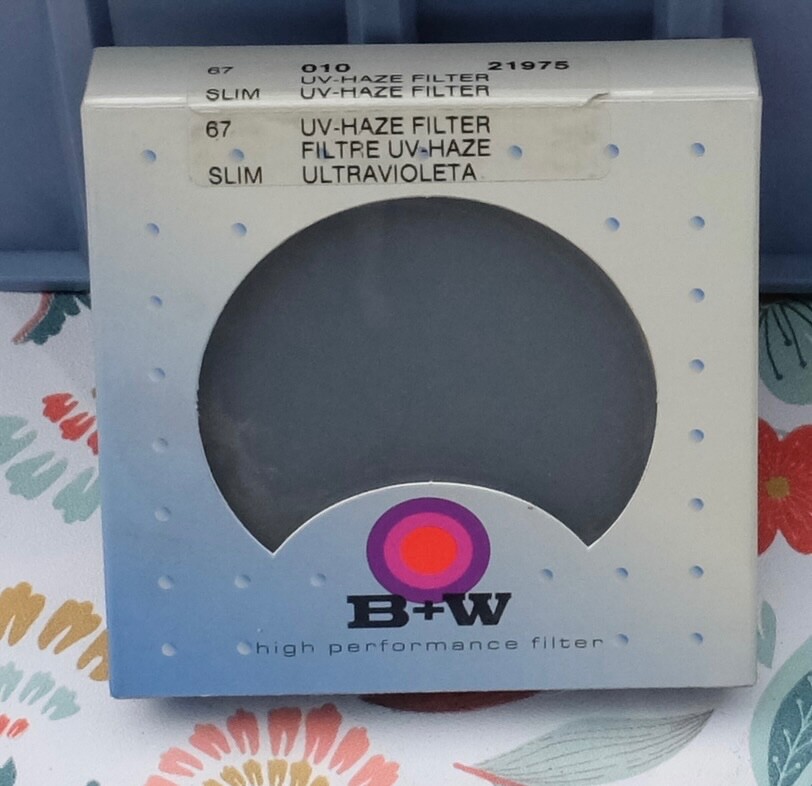 67 010 21975
UV-HAZE FILTER
SLIM UV-HAZE FILTER
67 UV-HAZE FILTER
FILTRE UV-HAZE
SLIM ULTRAVIOLETA
B+W
high performance filter